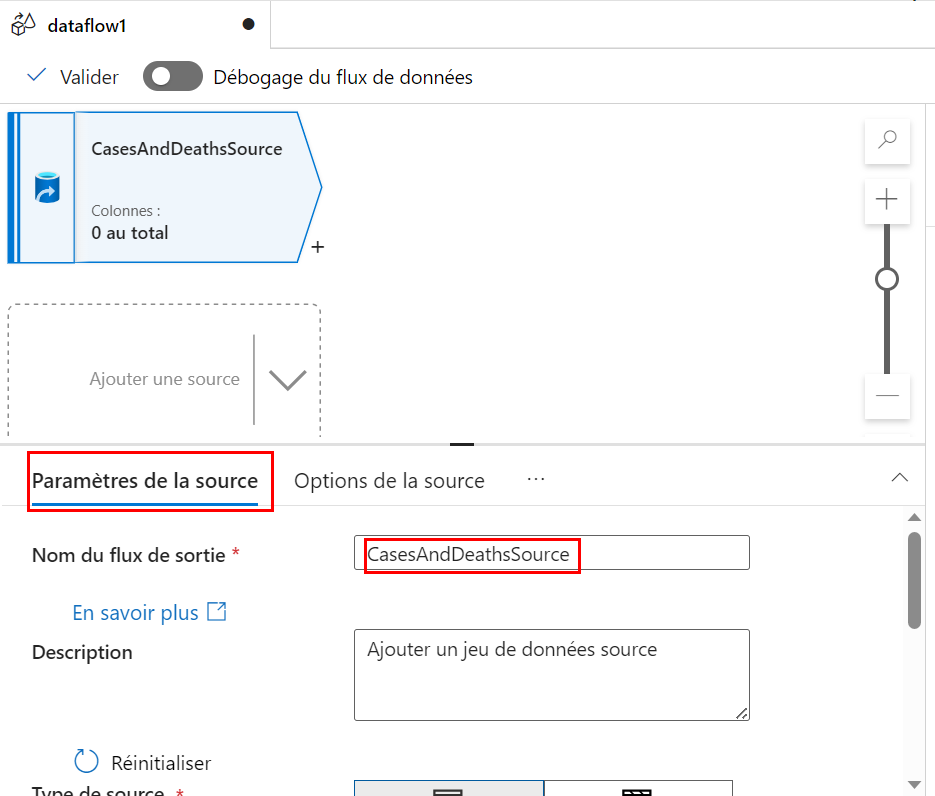 dataflow1
Valider
Débogage du flux de données
CasesAndDeathsSource
Colonnes :
0 au total
Ajouter une source
Paramètres de la source
Options de la source
Nom du flux de sortie *
CasesAndDeathsSource
En savoir plus
Description
Ajouter un jeu de données source
Réinitialiser
Type de source *